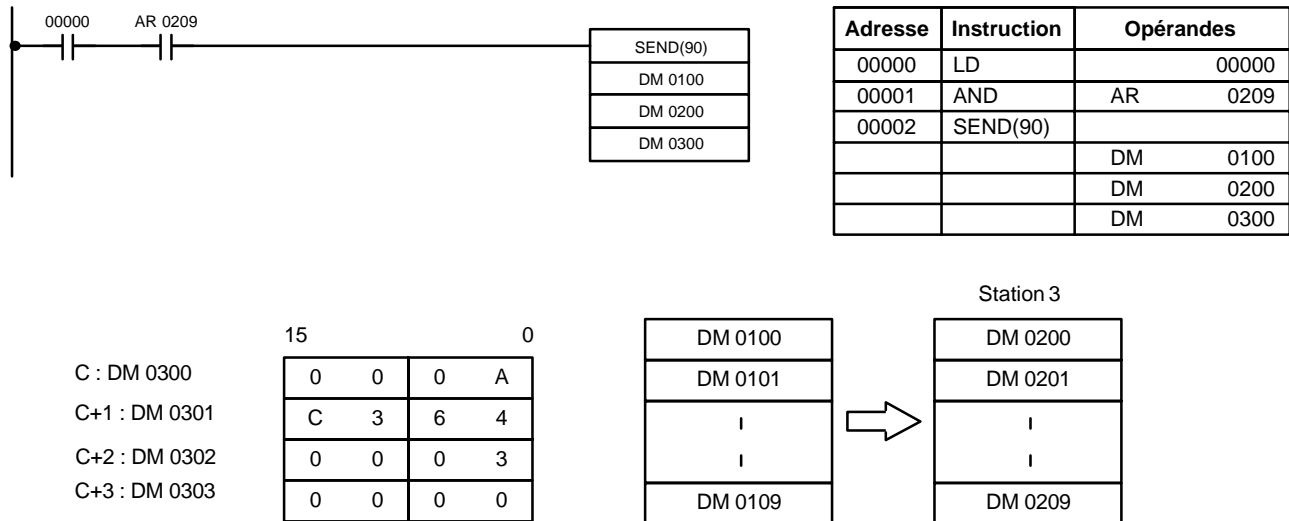 00000 AR 0209
SEND(90)
DM 0100
DM 0200
DM 0300
Adresse Instruction Opérandes
00000 LD 00000
00001 AND AR 0209
00002 SEND(90)
DM 0100
DM 0200
DM 0300
Station 3
15 0
C : DM 0300 0 0 0 A
C+1 : DM 0301 C 3 6 4
C+2 : DM 0302 0 0 0 3
C+3 : DM 0303 0 0 0 0
DM 0100 DM 0200
DM 0101 DM 0201
DM 0109 DM 0209